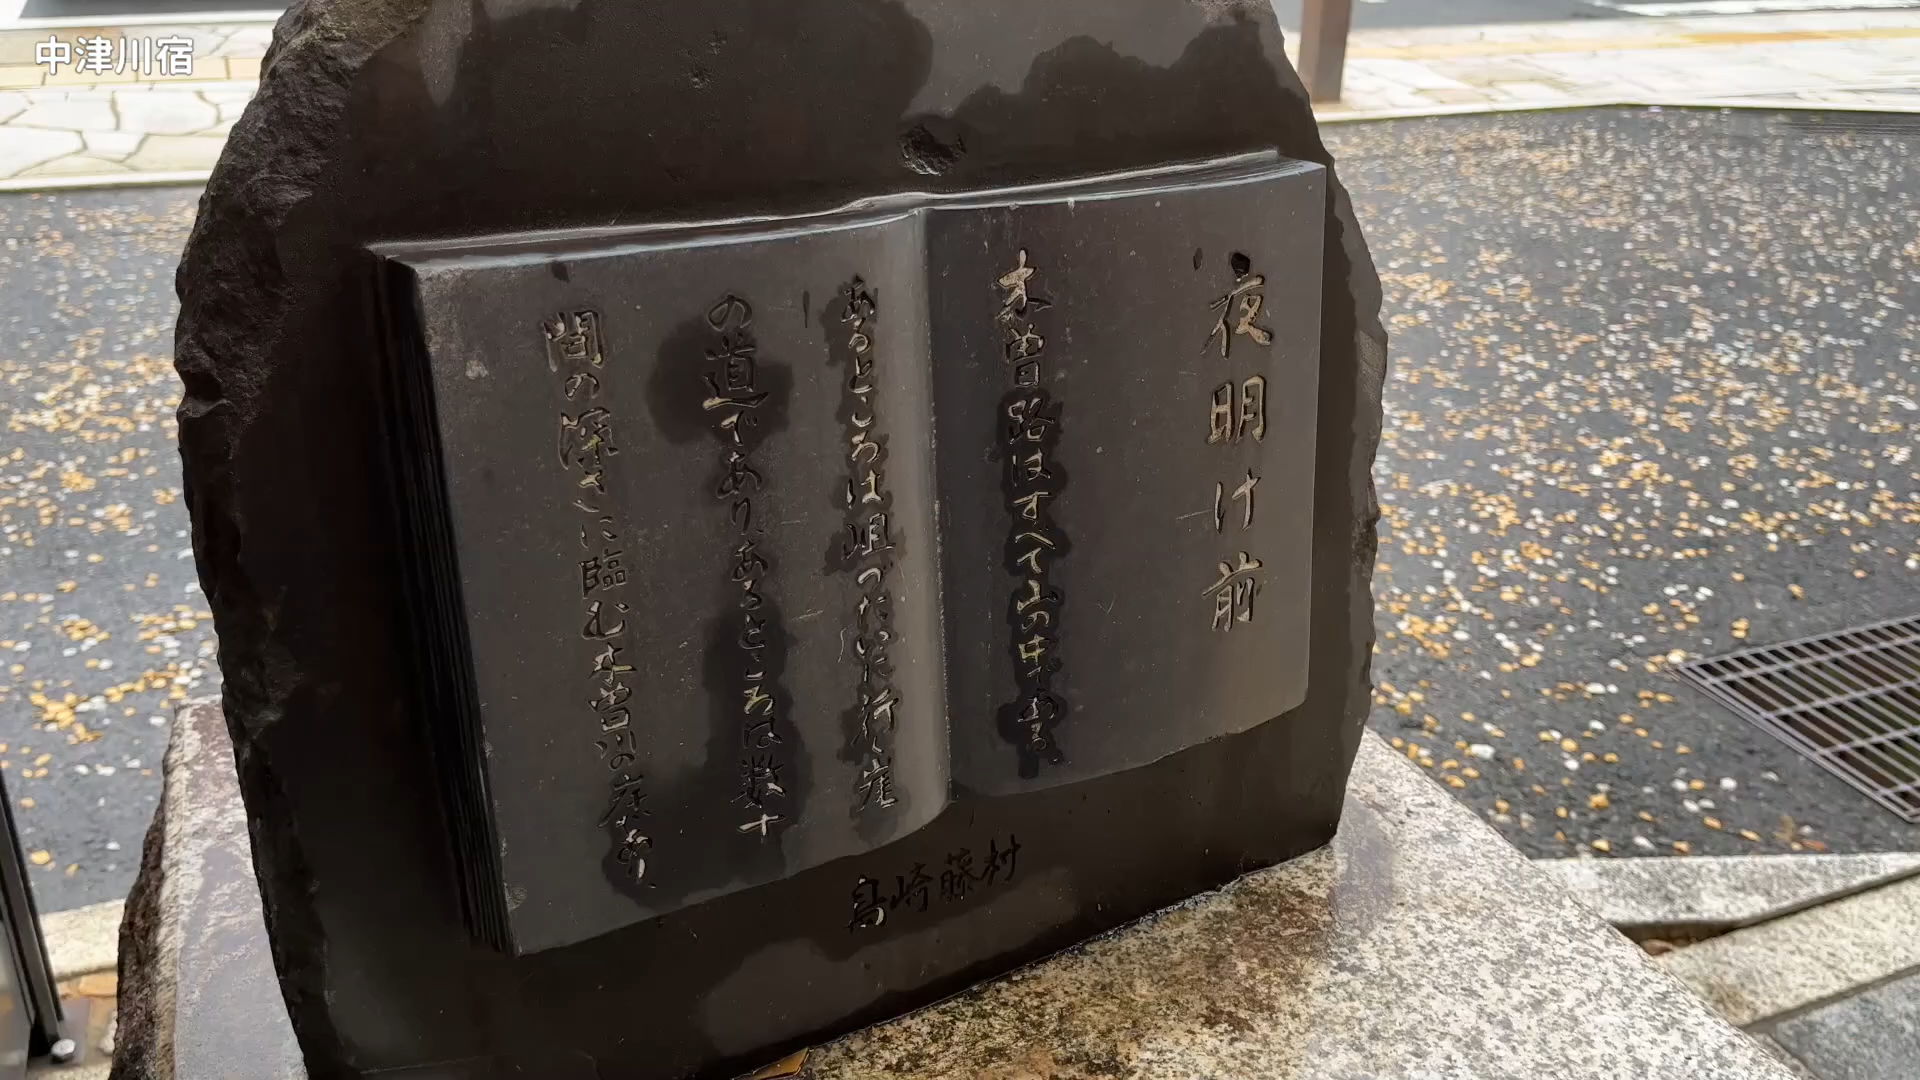 中津川宿
夜明け前
木曽路はすべて山の中である、
あるところは岨づたいに行く崖
の道であり、あるところは数十
間の深さに臨む木曽川の岸であり、
島崎藤村